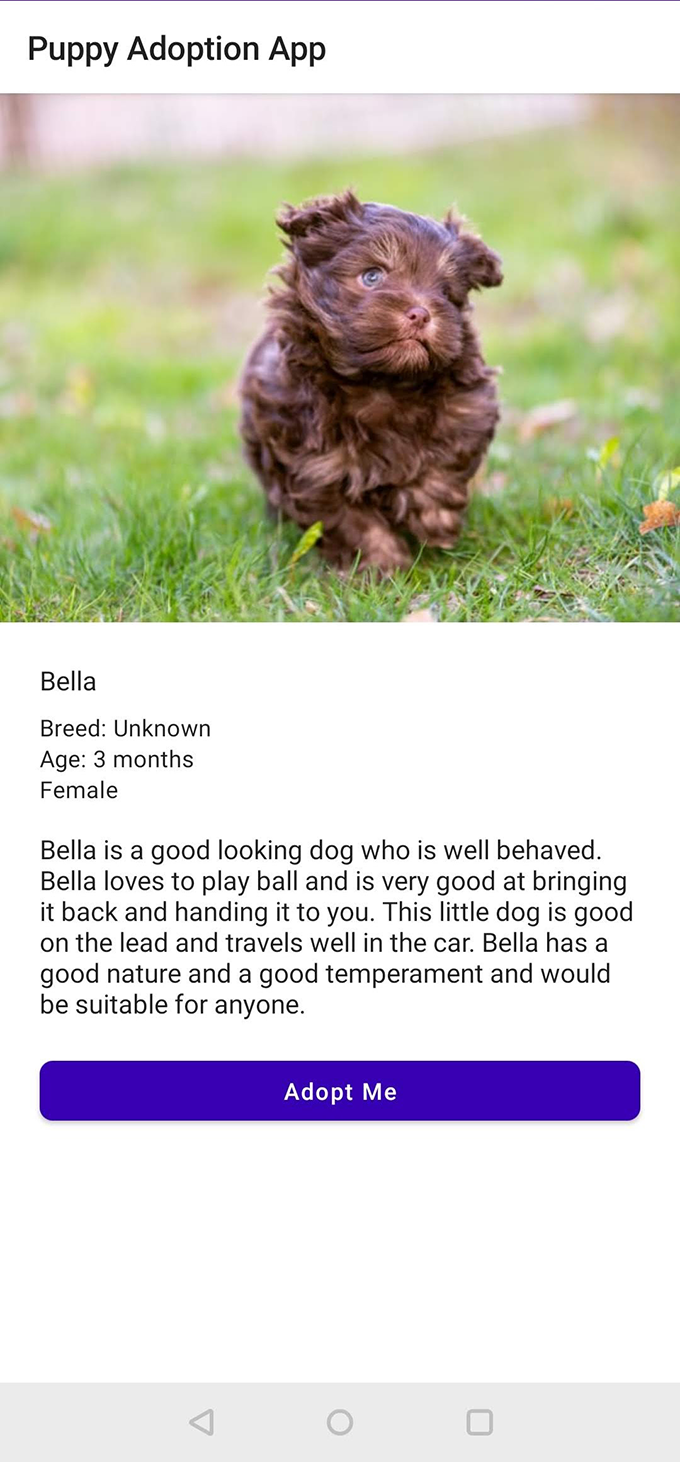 Puppy Adoption App
Bella
Breed: Unknown
Age: 3 months
Female
Bella is a good looking dog who is well behaved.
Bella loves to play ball and is very good at bringing
it back and handing it to you. This little dog is good
on the lead and travels well in the car. Bella has a
good nature and a good temperament and would
be suitable for anyone.
Adopt Me